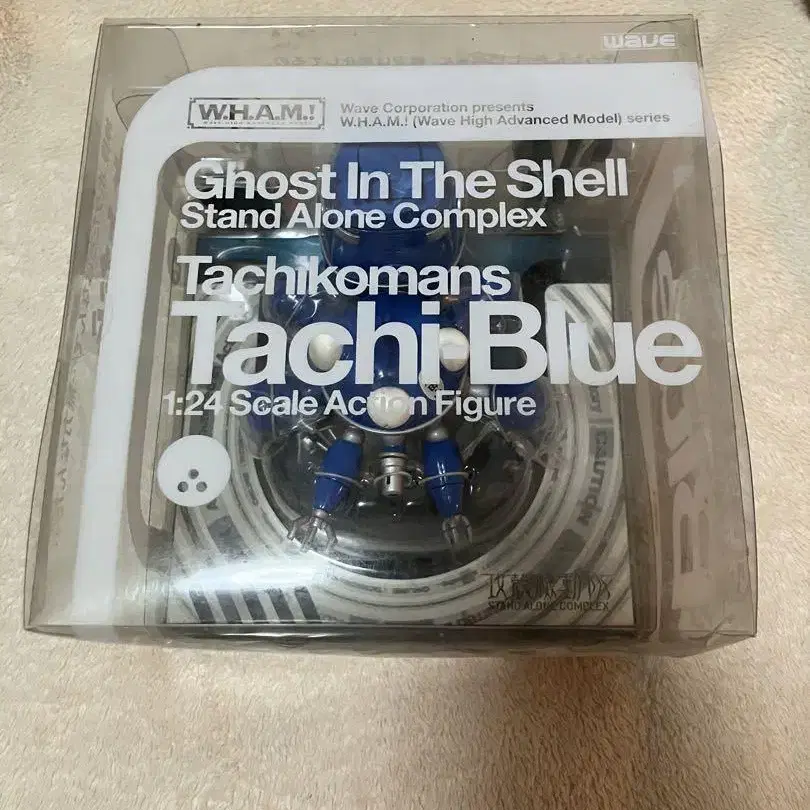 wave
W.H.A.M.!
Wave Corporation presents
W.H.A.M.! (Wave High Advanced Model) series
Ghost In The Shell
Stand Alone Complex
Tachikomans
Tachi-Blue
1:24 Scale Action Figure
CAUTION
攻殻機動隊
STAND ALONE COMPLEX